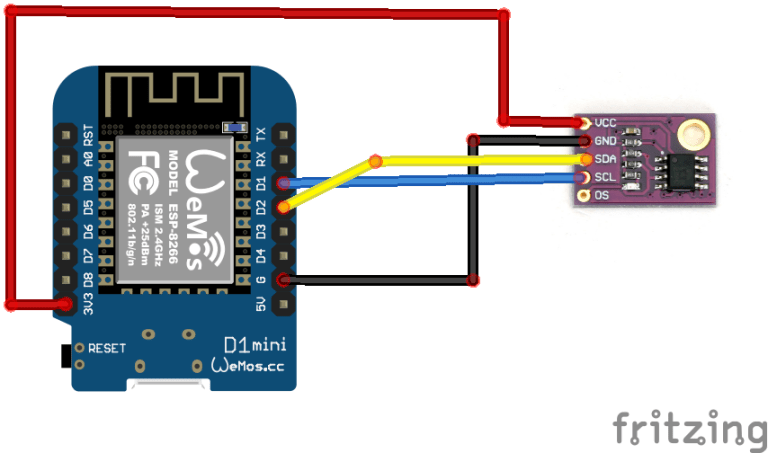 RST
A0
D0
D5
D6
D7
D8
3V3
TX
RX
D1
D2
D3
D4
G
5V
WeMos
MODEL ESP-8266
ISM 2.4GHz
PA +25dBm
802.11b/g/n
FC
RESET
D1mini
WeMos.cc
VCC
GND
SDA
SCL
OS
fritzing